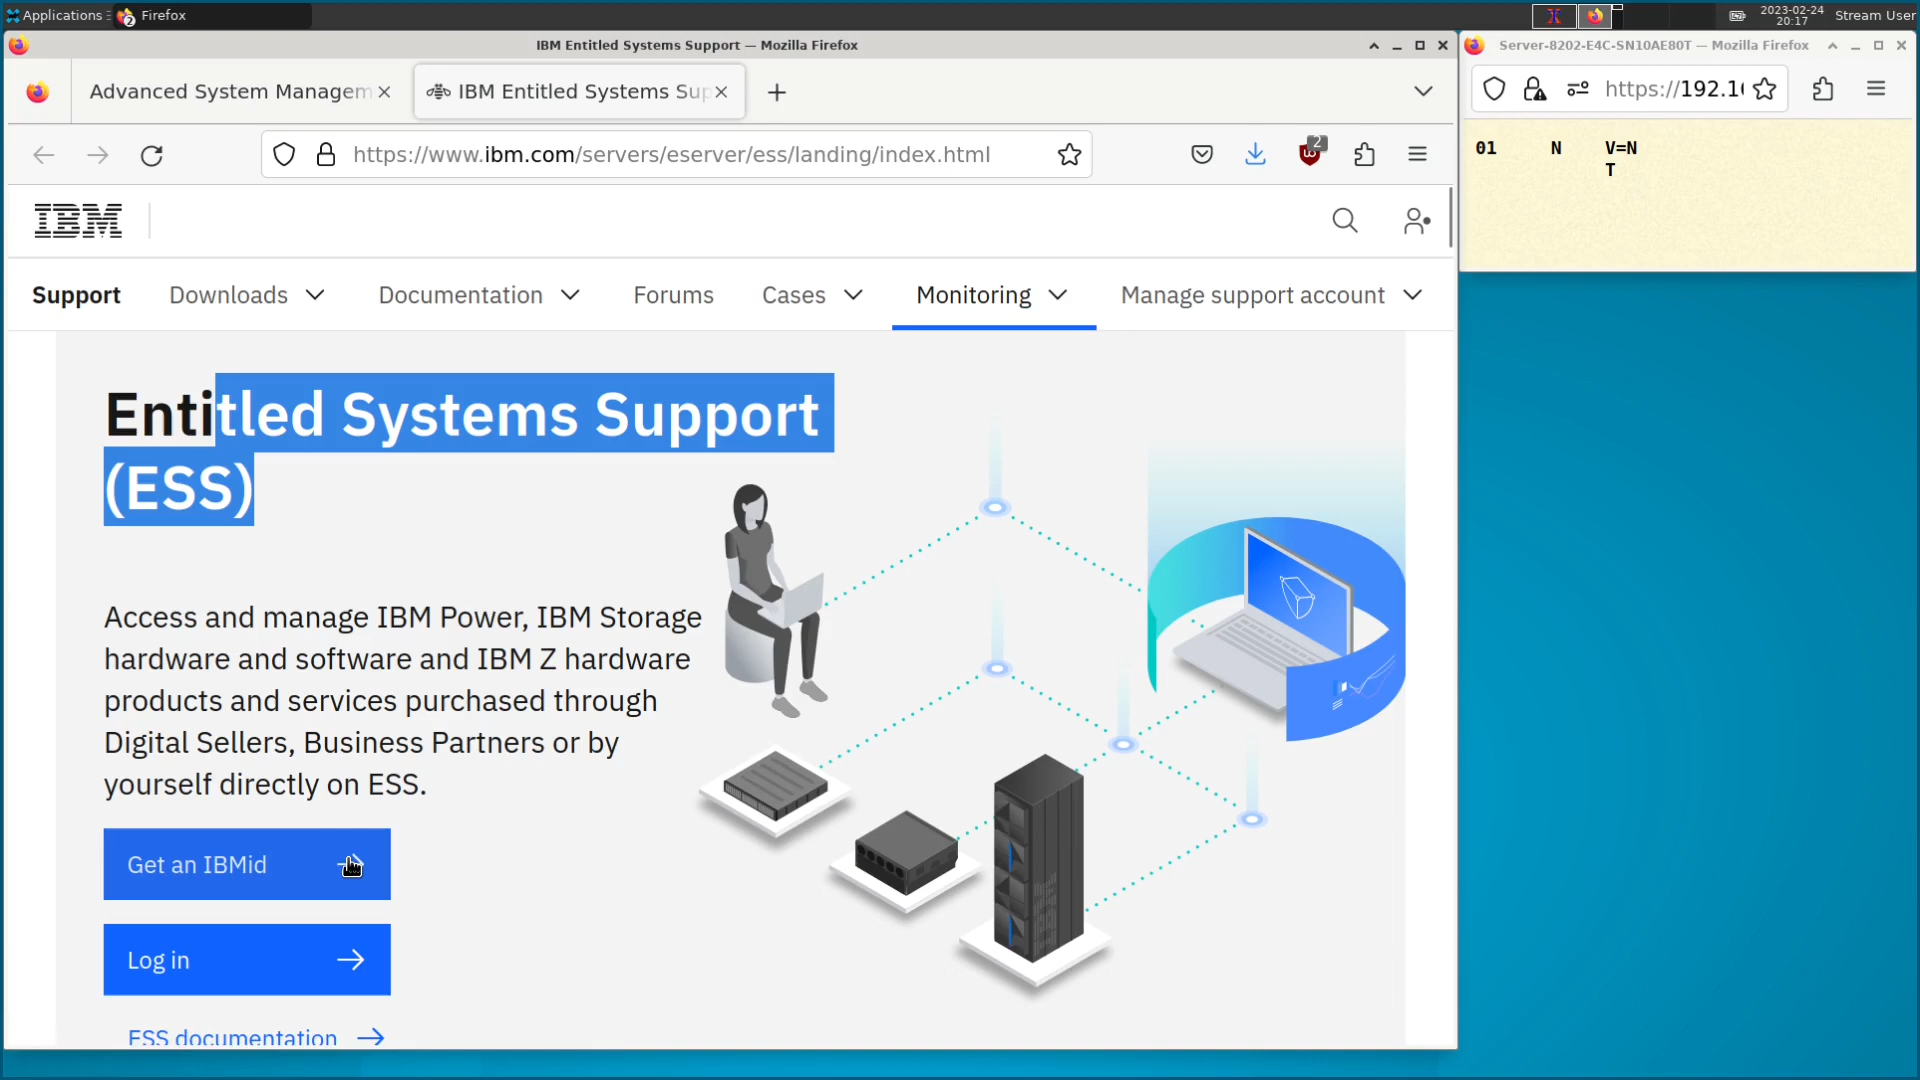 Applications
2
Firefox
2023-02-24
20:17
Stream User
IBM Entitled Systems Support — Mozilla Firefox
Server-8202-E4C-SN10AE80T — Mozilla Firefox
Advanced System Managem
IBM Entitled Systems Sup
https://192.1
https://www.ibm.com/servers/eserver/ess/landing/index.html
2
01 N V=N
T
IBM
Support Downloads Documentation Forums Cases Monitoring Manage support account
Entitled Systems Support
(ESS)
Access and manage IBM Power, IBM Storage
hardware and software and IBM Z hardware
products and services purchased through
Digital Sellers, Business Partners or by
yourself directly on ESS.
Get an IBMid
Log in
ESS documentation